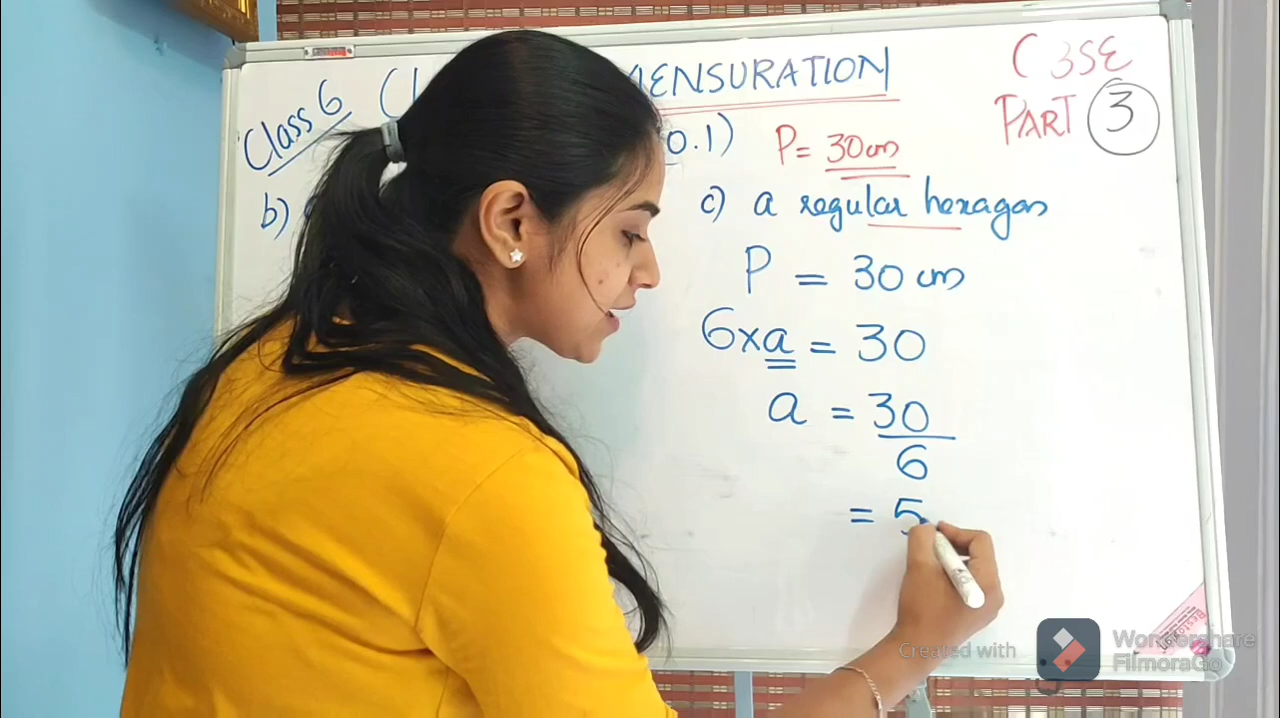 Class 6 ( MENSURATION
CBSE
PART 3
0.1) P = 30 cm
b)
c) a regular hexagon
P = 30 cm
6 × a = 30
a = 30
6
= 5
Created with
Wondershare
FilmoraGo